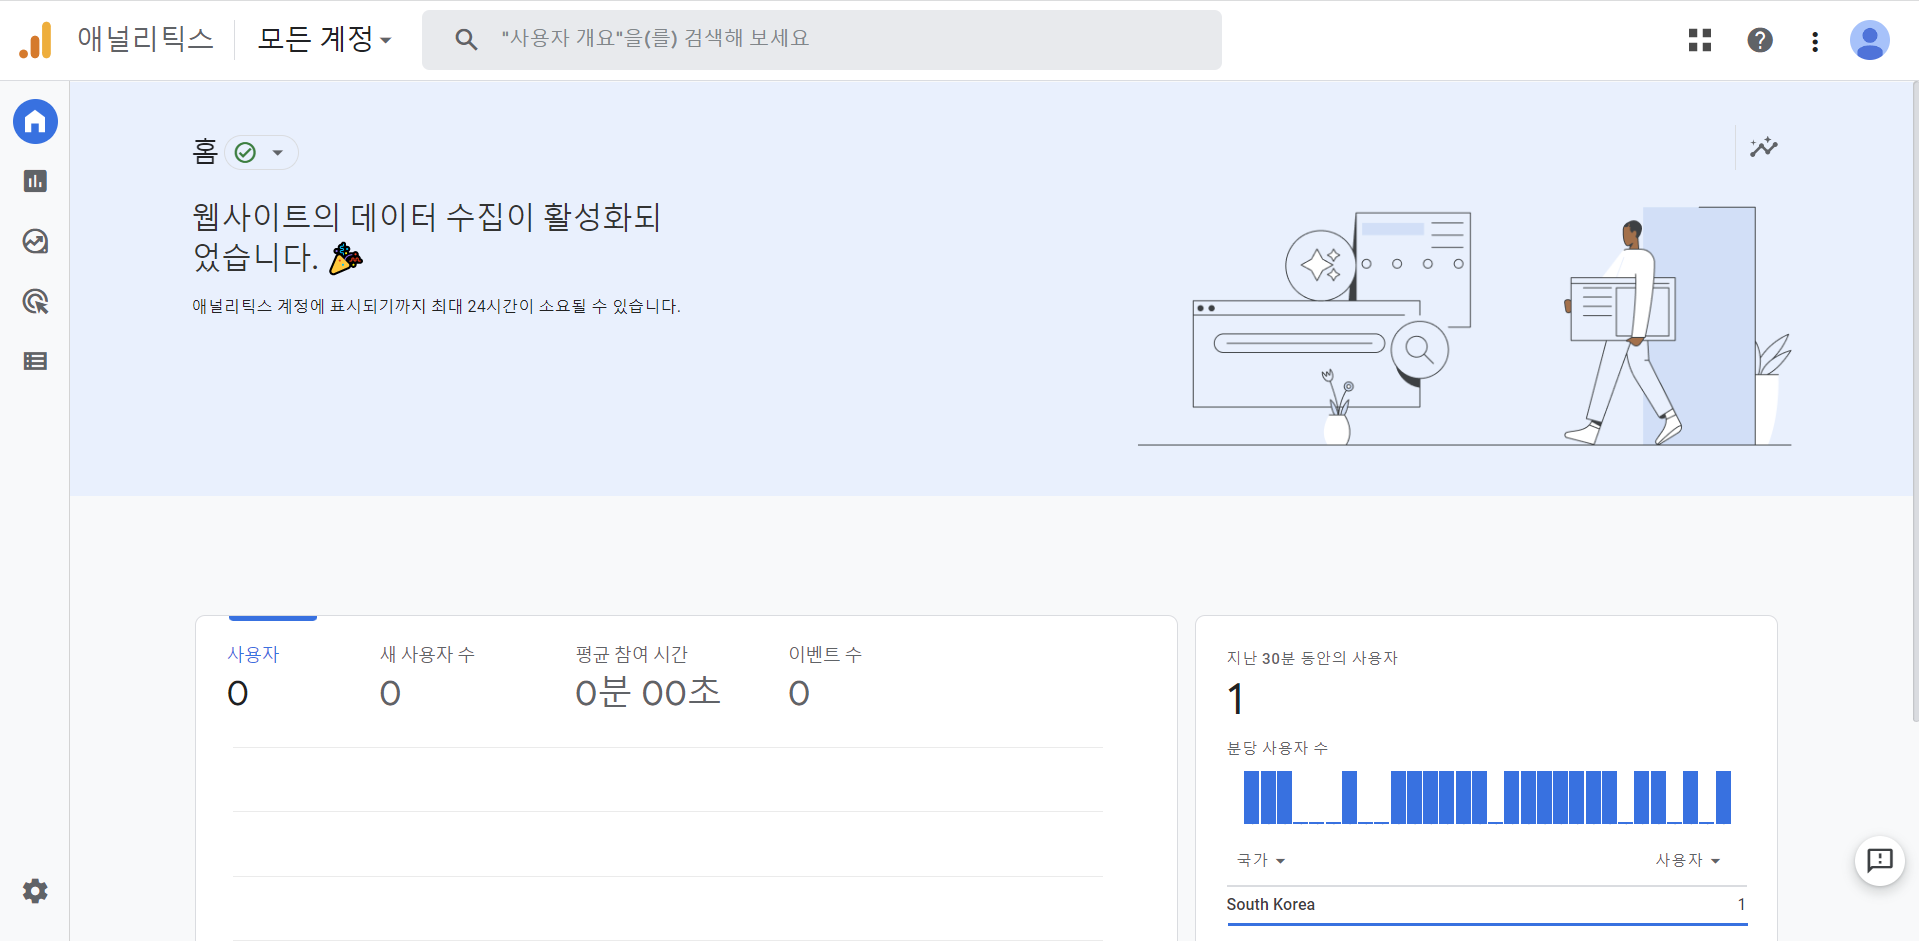 애널리틱스
모든 계정
"사용자 개요"을(를) 검색해 보세요
홈
웹사이트의 데이터 수집이 활성화되
었습니다. 🎉
애널리틱스 계정에 표시되기까지 최대 24시간이 소요될 수 있습니다.
사용자
0
새 사용자 수
0
평균 참여 시간
0분 00초
이벤트 수
0
지난 30분 동안의 사용자
1
분당 사용자 수
국가
사용자
South Korea
1